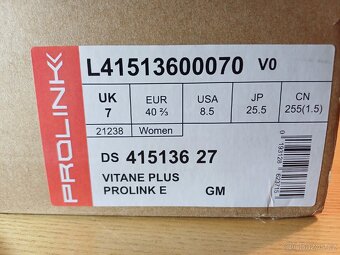 PROLINK
L41513600070 V0
UK EUR USA JP CN
7 40 ⅔ 8.5 25.5 255(1.5)
21238 Women
DS 415136 27
VITANE PLUS
PROLINK E GM